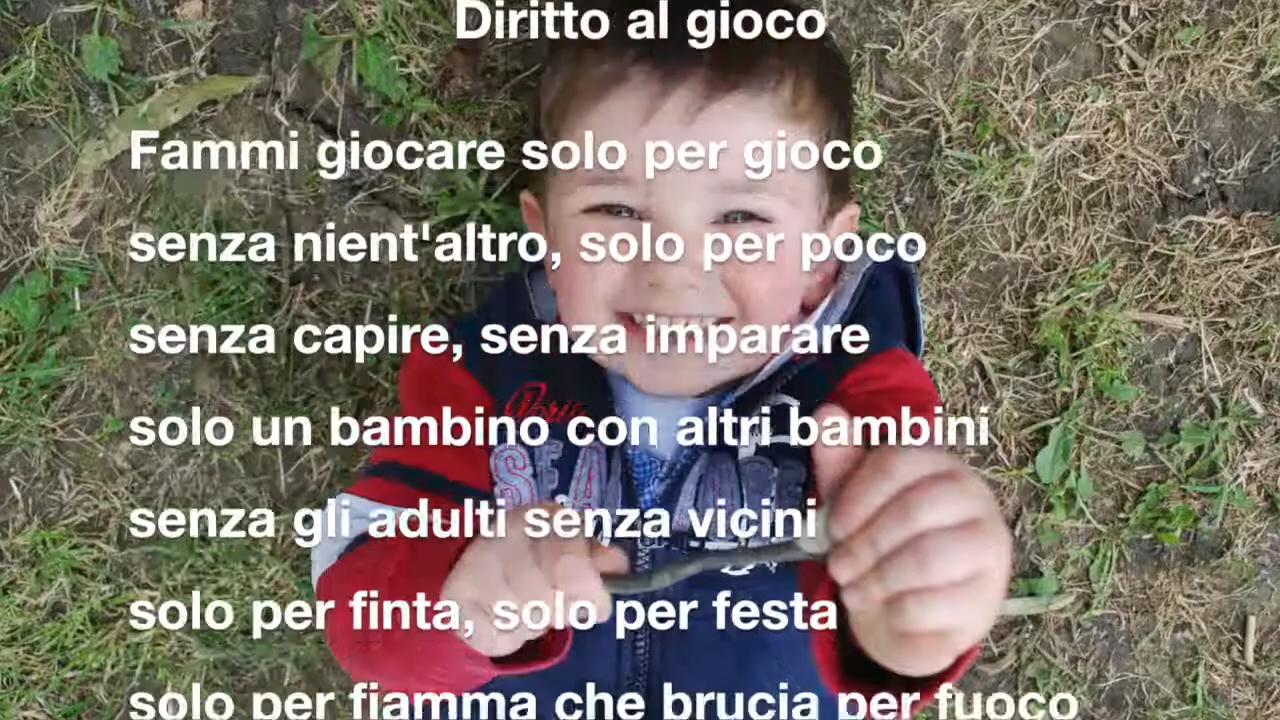 Diritto al gioco
Fammi giocare solo per gioco
senza nient'altro, solo per poco
senza capire, senza imparare
solo un bambino con altri bambini
senza gli adulti senza vicini
solo per finta, solo per festa
solo per fiamma che brucia per fuoco